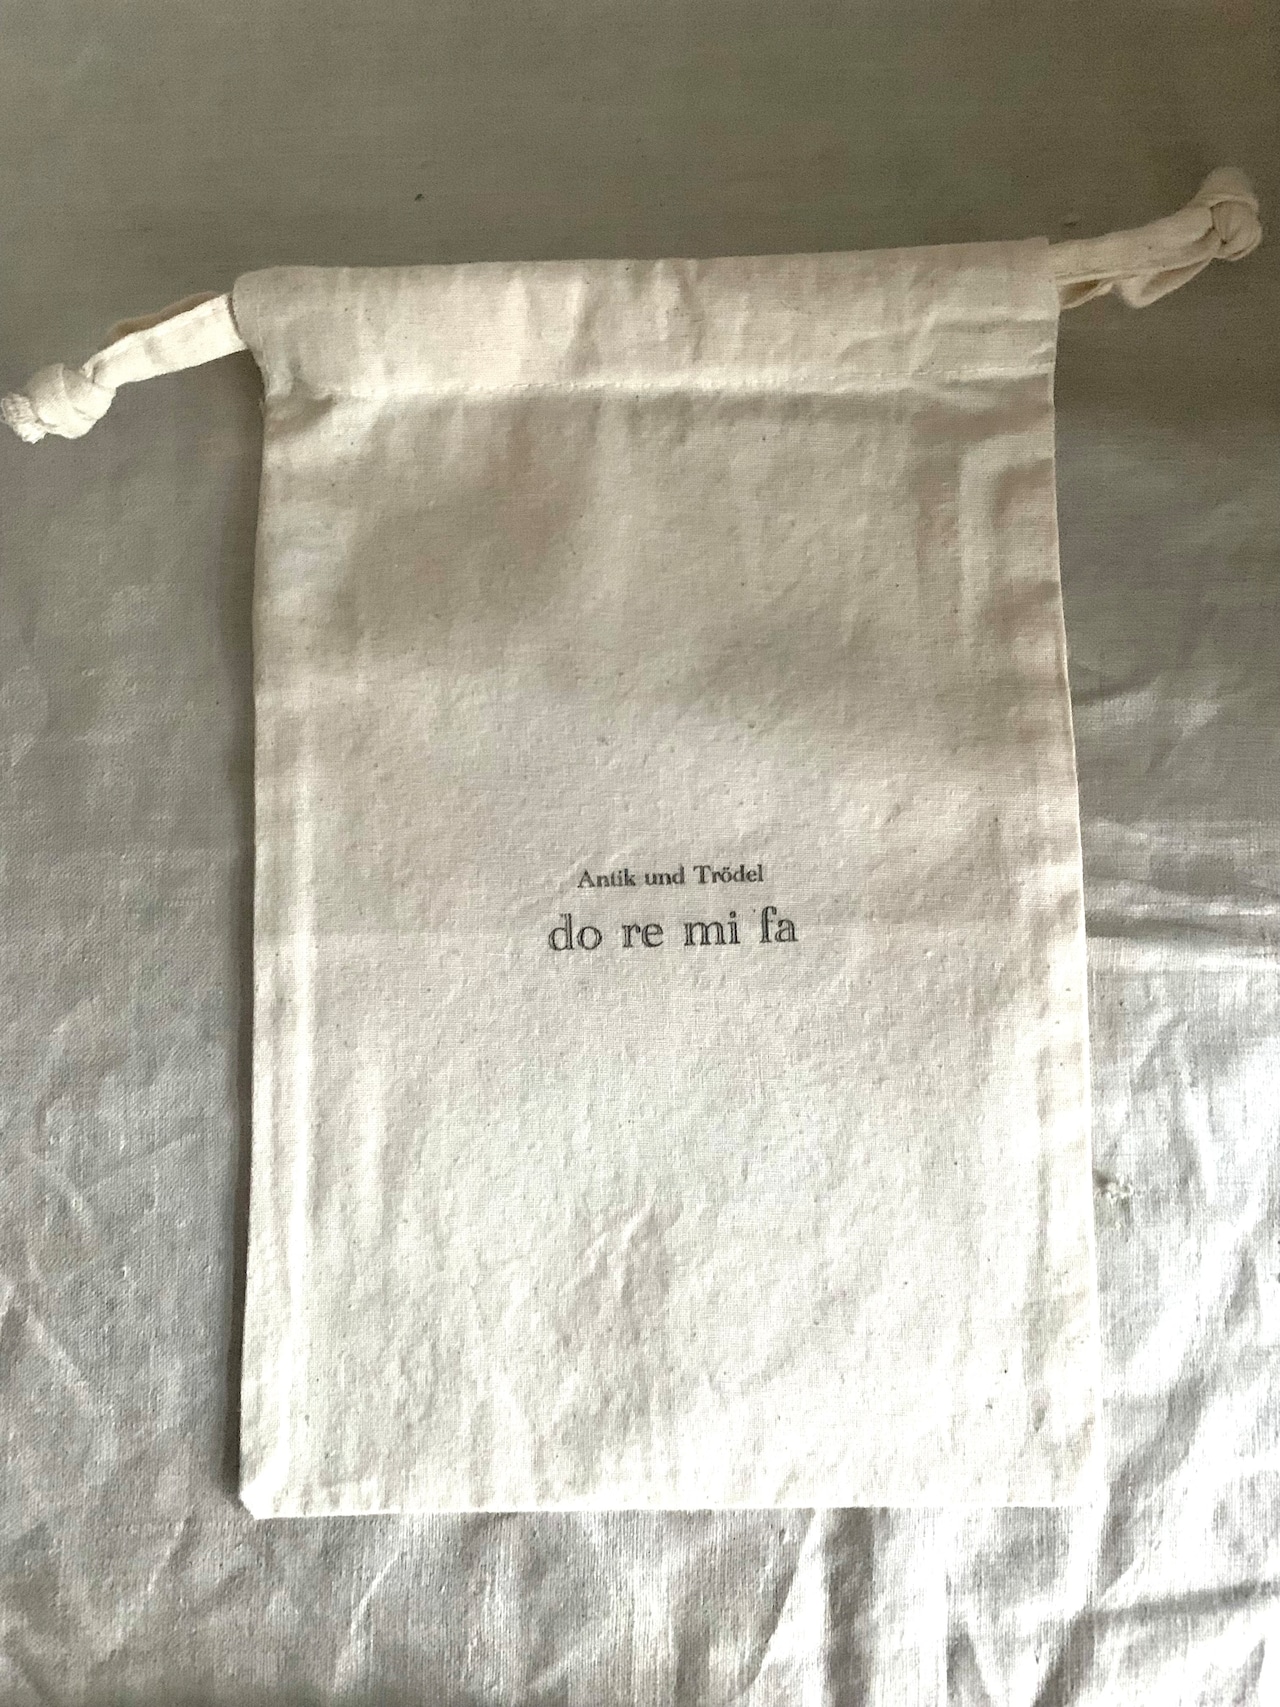 Antik und Trödel
do re mi fa